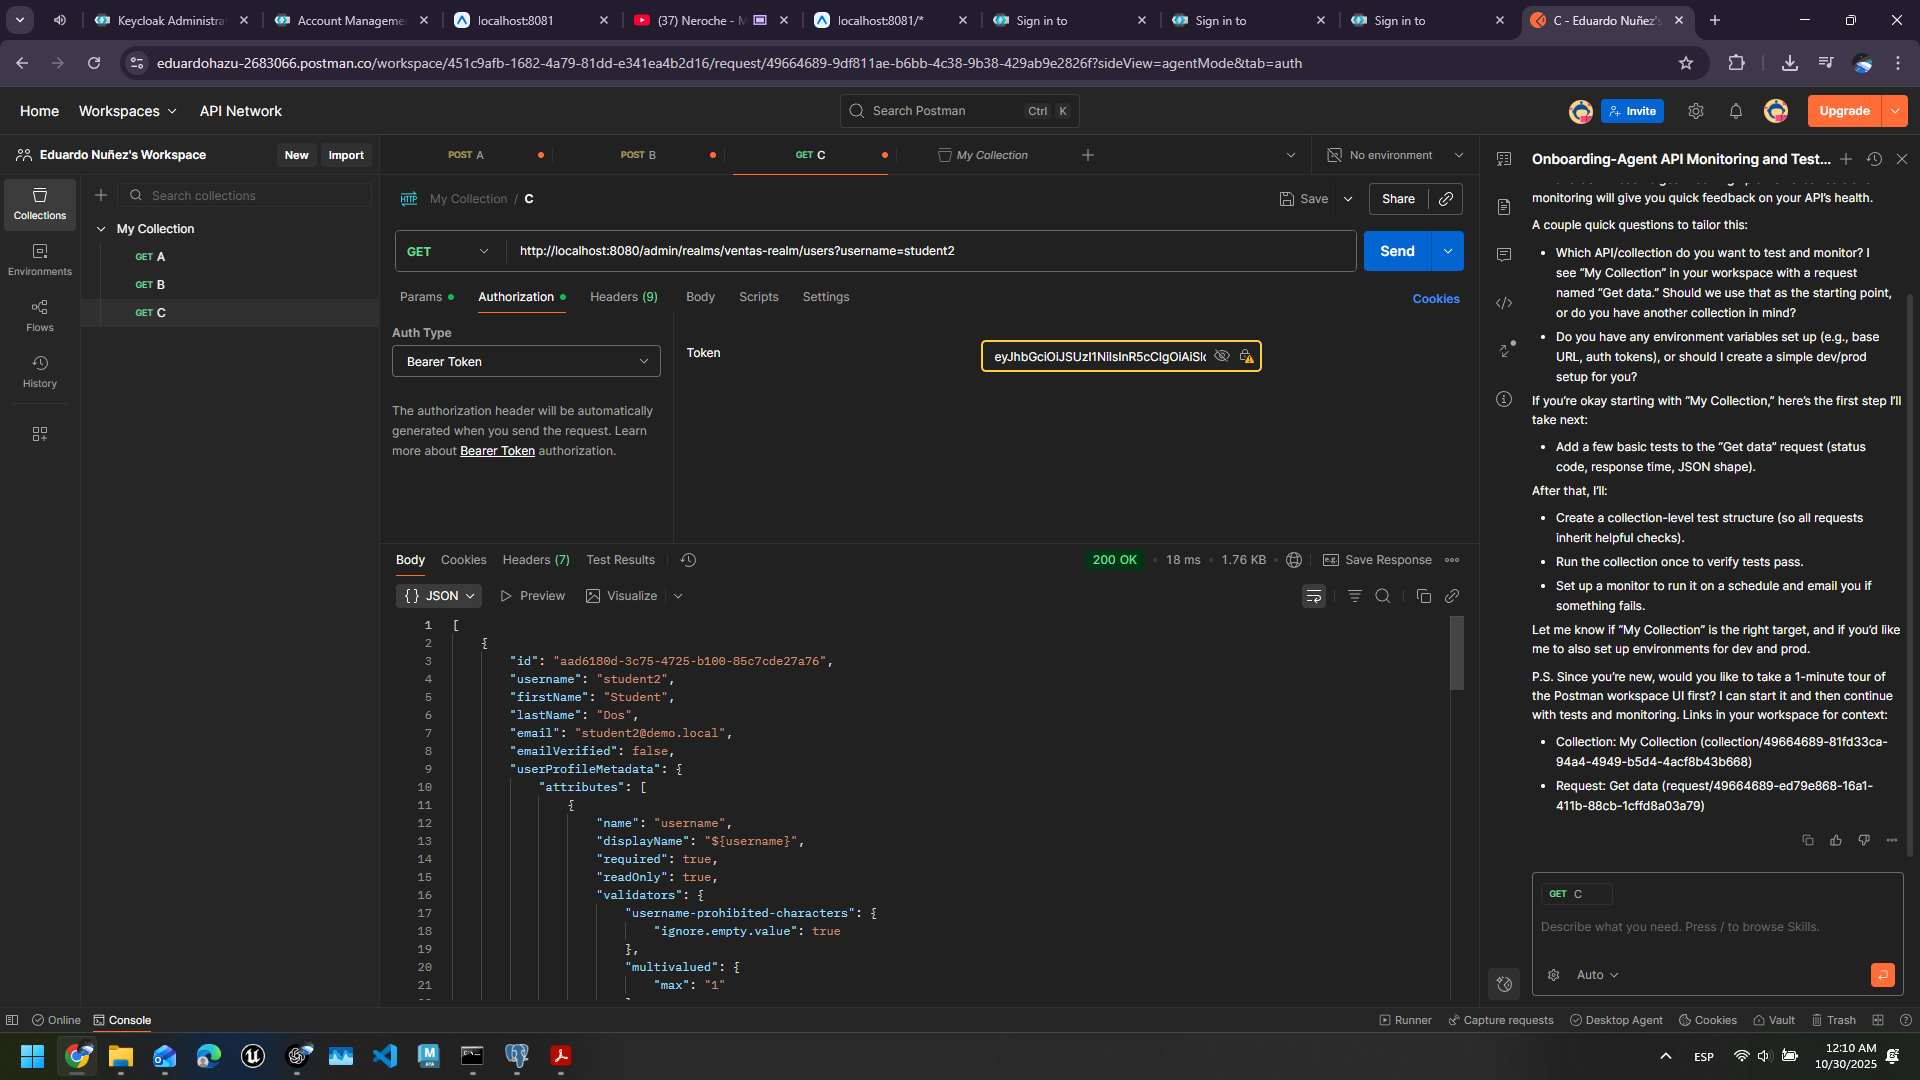 Keycloak Administra
Account Manageme
localhost:8081
(37) Neroche - M
localhost:8081/*
Sign in to
Sign in to
Sign in to
C - Eduardo Nuñez's
eduardohazu-2683066.postman.co/workspace/451c9afb-1682-4a79-81dd-e341ea4b2d16/request/49664689-9df811ae-b6bb-4c38-9b38-429ab9e2826f?sideView=agentMode&tab=auth
Home
Workspaces
API Network
Search Postman
Ctrl
K
Invite
Upgrade
Eduardo Nuñez's Workspace
New
Import
POST A
POST B
GET C
My Collection
No environment
Collections
Environments
Flows
History
Search collections
My Collection
GET A
GET B
GET C
HTTP
My Collection / C
Save
Share
GET
http://localhost:8080/admin/realms/ventas-realm/users?username=student2
Send
Params
Authorization
Headers (9)
Body
Scripts
Settings
Cookies
Auth Type
Bearer Token
The authorization header will be automatically
generated when you send the request. Learn
more about Bearer Token authorization.
Token
Body
Cookies
Headers (7)
Test Results
200 OK
18 ms
1.76 KB
e.g.
Save Response
{} JSON
Preview
Visualize
1 [
2 {
3 "id": "aad6180d-3c75-4725-b100-85c7cde27a76",
4 "username": "student2",
5 "firstName": "Student",
6 "lastName": "Dos",
7 "email": "student2@demo.local",
8 "emailVerified": false,
9 "userProfileMetadata": {
10 "attributes": [
11 {
12 "name": "username",
13 "displayName": "${username}",
14 "required": true,
15 "readOnly": true,
16 "validators": {
17 "username-prohibited-characters": {
18 "ignore.empty.value": true
19 },
20 "multivalued": {
21 "max": "1"
Onboarding-Agent API Monitoring and Test...
monitoring will give you quick feedback on your API's health.
A couple quick questions to tailor this:
• Which API/collection do you want to test and monitor? I
see “My Collection” in your workspace with a request
named “Get data.” Should we use that as the starting point,
or do you have another collection in mind?
• Do you have any environment variables set up (e.g., base
URL, auth tokens), or should I create a simple dev/prod
setup for you?
If you're okay starting with “My Collection,” here's the first step I'll
take next:
• Add a few basic tests to the “Get data” request (status
code, response time, JSON shape).
After that, I'll:
• Create a collection-level test structure (so all requests
inherit helpful checks).
• Run the collection once to verify tests pass.
• Set up a monitor to run it on a schedule and email you if
something fails.
Let me know if “My Collection” is the right target, and if you'd like
me to also set up environments for dev and prod.
P.S. Since you're new, would you like to take a 1-minute tour of
the Postman workspace UI first? I can start it and then continue
with tests and monitoring. Links in your workspace for context:
• Collection: My Collection (collection/49664689-81fd33ca-
94a4-4949-b5d4-4acf8b43b668)
• Request: Get data (request/49664689-ed79e868-16a1-
411b-88cb-1cffd8a03a79)
GET C
Describe what you need. Press / to browse Skills.
Auto
Online
Console
Runner
Capture requests
Desktop Agent
Cookies
Vault
Trash
ESP
12:10 AM
10/30/2025